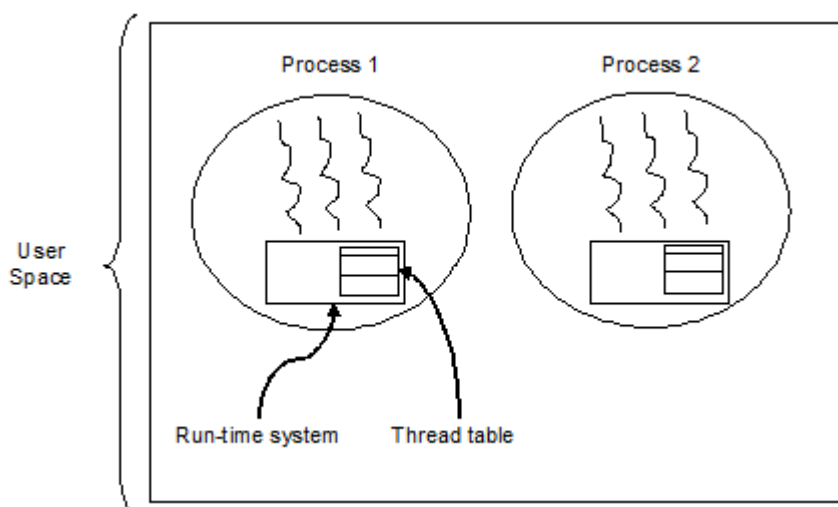 Process 1
Process 2
User
Space
Run-time system
Thread table